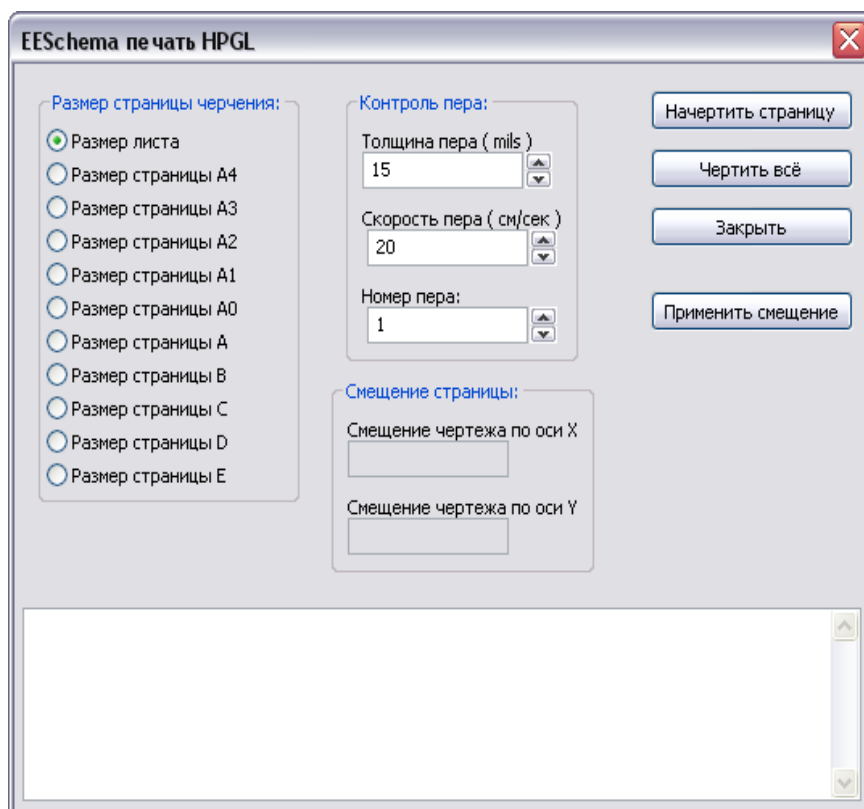 EESchema печать HPGL
Размер страницы черчения:
Размер листа
Размер страницы A4
Размер страницы A3
Размер страницы A2
Размер страницы A1
Размер страницы A0
Размер страницы A
Размер страницы B
Размер страницы C
Размер страницы D
Размер страницы E
Контроль пера:
Толщина пера ( mils )
15
Скорость пера ( см/сек )
20
Номер пера:
1
Смещение страницы:
Смещение чертежа по оси X
Смещение чертежа по оси Y
Начертить страницу
Чертить всё
Закрыть
Применить смещение